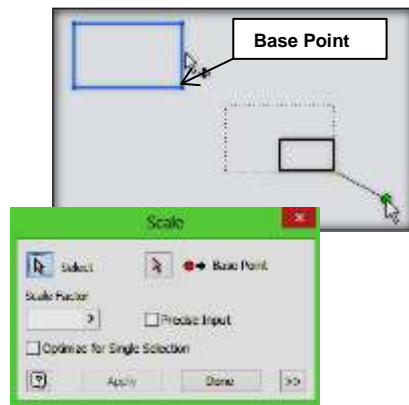 Base Point
Scale
Select
Base Point
Scale Factor
Precise Input
Optimize for Single Selection
?
Apply
Done
>>